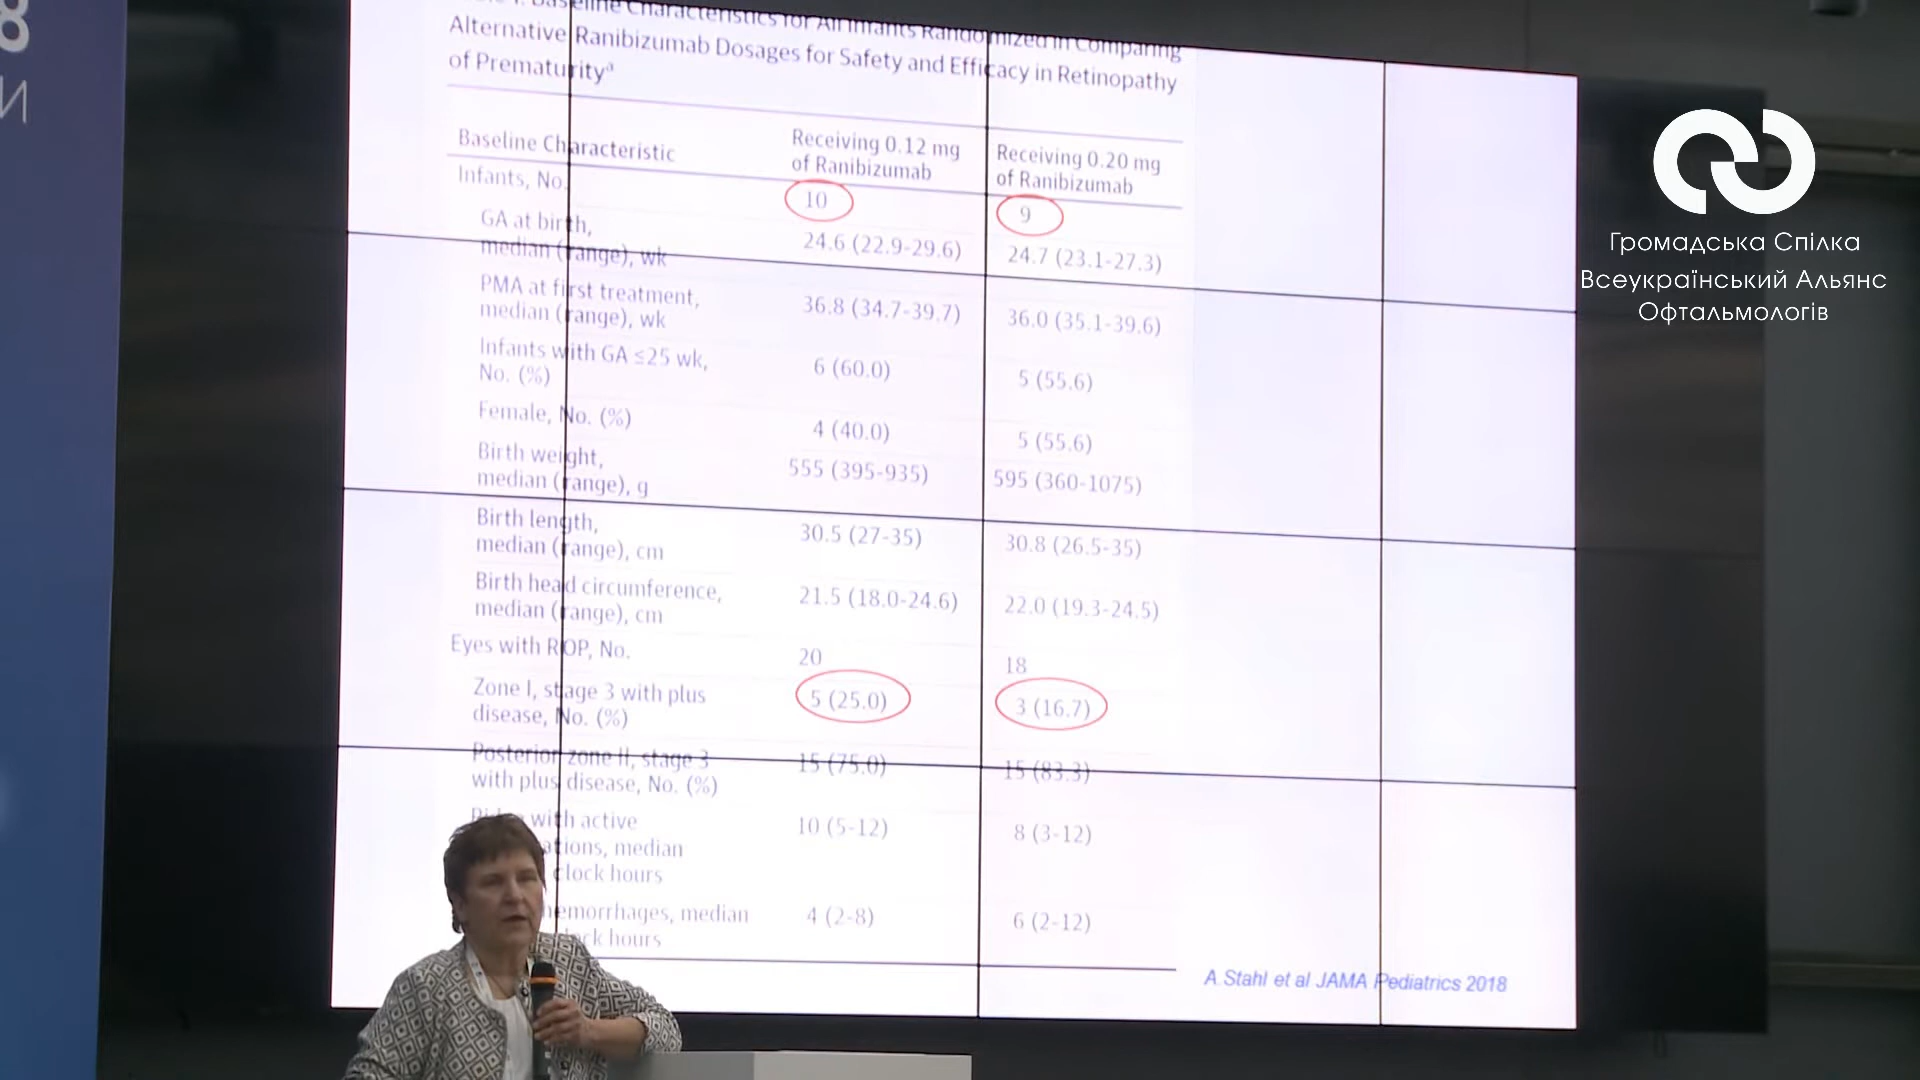 8
И
Baseline Characteristics for All Infants Randomized in Comparing
Alternative Ranibizumab Dosages for Safety and Efficacy in Retinopathy
of Prematurityᵃ
Baseline Characteristic
Receiving 0.12 mg
of Ranibizumab
Receiving 0.20 mg
of Ranibizumab
Infants, No. 10 9
GA at birth,
median (range), wk 24.6 (22.9-29.6) 24.7 (23.1-27.3)
PMA at first treatment,
median (range), wk 36.8 (34.7-39.7) 36.0 (35.1-39.6)
Infants with GA ≤25 wk,
No. (%) 6 (60.0) 5 (55.6)
Female, No. (%) 4 (40.0) 5 (55.6)
Birth weight,
median (range), g 555 (395-935) 595 (360-1075)
Birth length,
median (range), cm 30.5 (27-35) 30.8 (26.5-35)
Birth head circumference,
median (range), cm 21.5 (18.0-24.6) 22.0 (19.3-24.5)
Eyes with ROP, No. 20 18
Zone I, stage 3 with plus
disease, No. (%) 5 (25.0) 3 (16.7)
Posterior zone II, stage 3
with plus disease, No. (%) 15 (75.0) 15 (83.3)
with active 10 (5-12) 8 (3-12)
median
clock hours
hemorrhages, median 4 (2-8) 6 (2-12)
hours
A.Stahl et al JAMA Pediatrics 2018
Громадська Спілка
Всеукраїнський Альянс
Офтальмологів